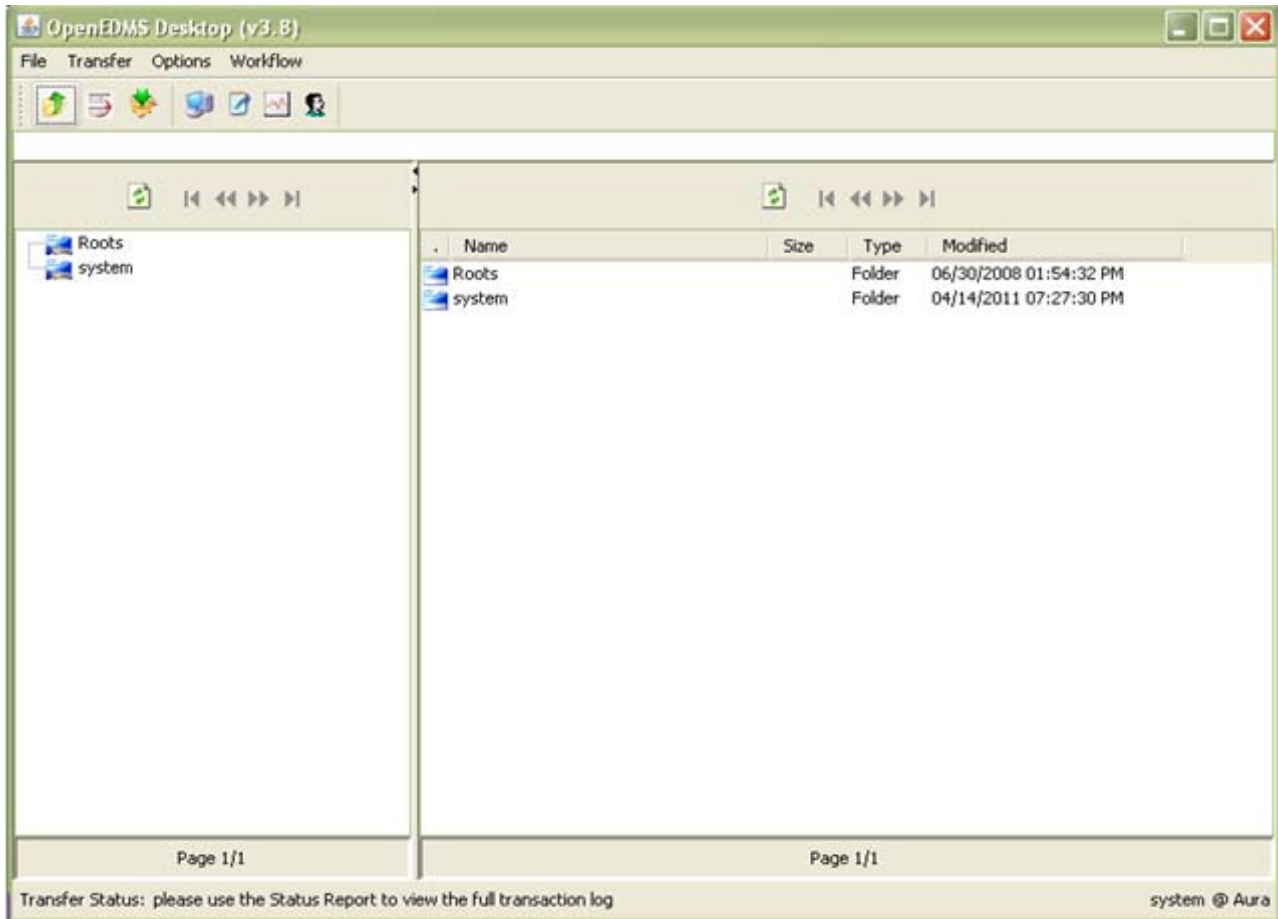 OpenEDMS Desktop (v3.8)
File Transfer Options Workflow
Roots
system
. Name Size Type Modified
Roots Folder 06/30/2008 01:54:32 PM
system Folder 04/14/2011 07:27:30 PM
Page 1/1
Page 1/1
Transfer Status: please use the Status Report to view the full transaction log
system @ Aura